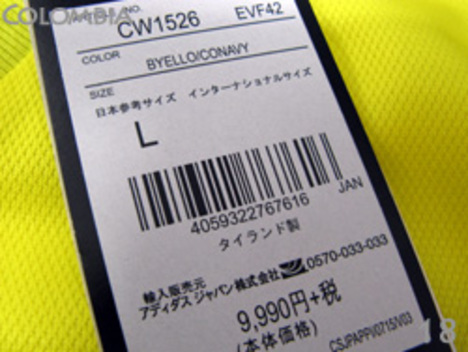 COLOMBIA
NO.
CW1526 EVF42
COLOR
BYELLO/CONAVY
SIZE
日本参考サイズ インターナショナルサイズ
L
JAN
4059322767616
タイランド製
輸入販売元
アディダス ジャパン株式会社 0570-033-033
9,990円+税
(本体価格)
CSJPAPPV0715/V03
18